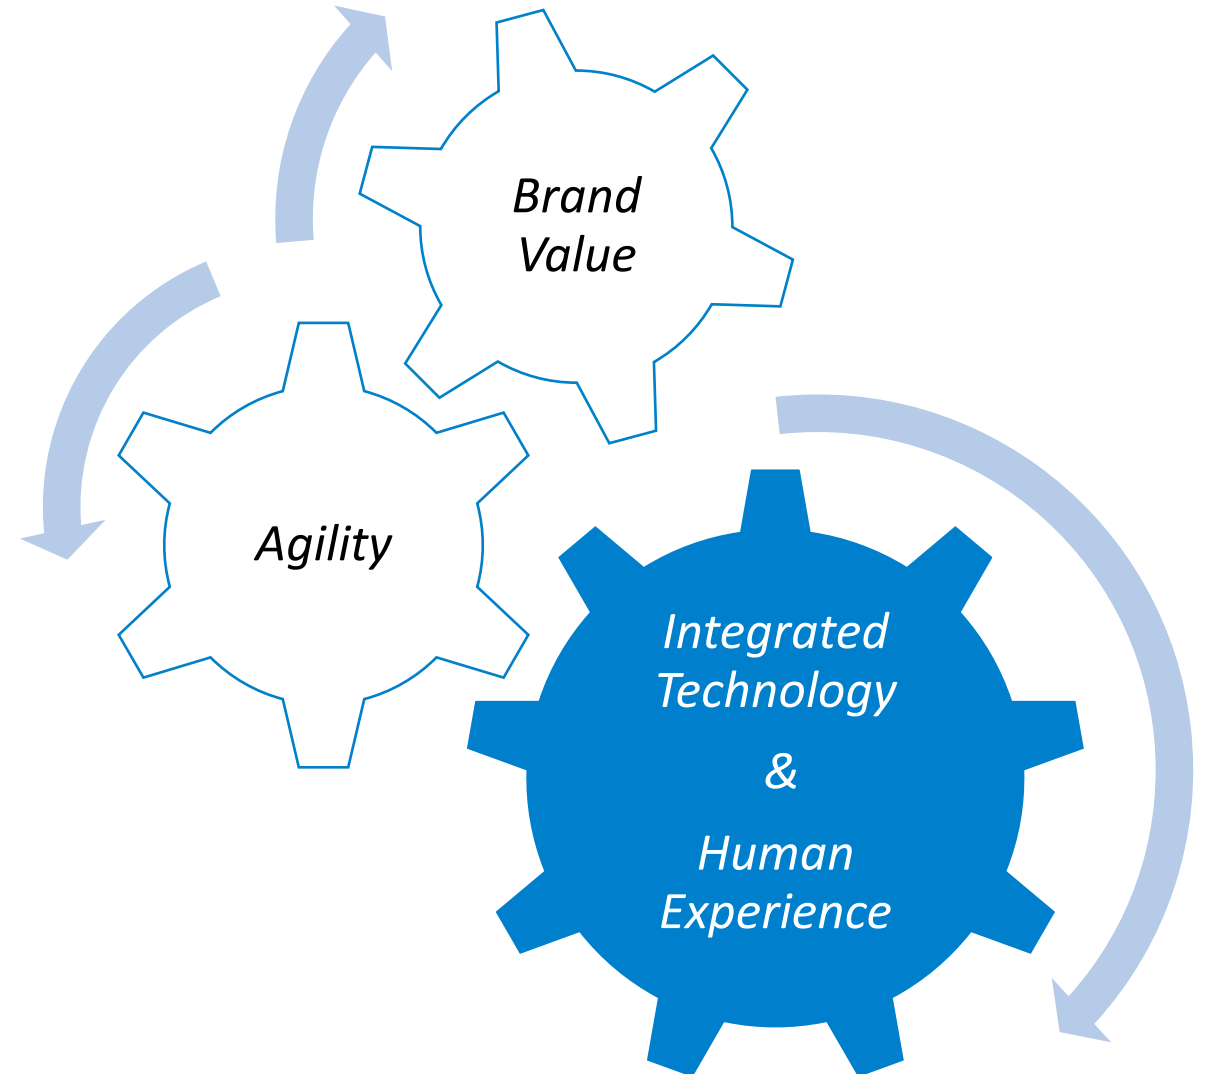 Brand
Value
Agility
Integrated
Technology
&
Human
Experience